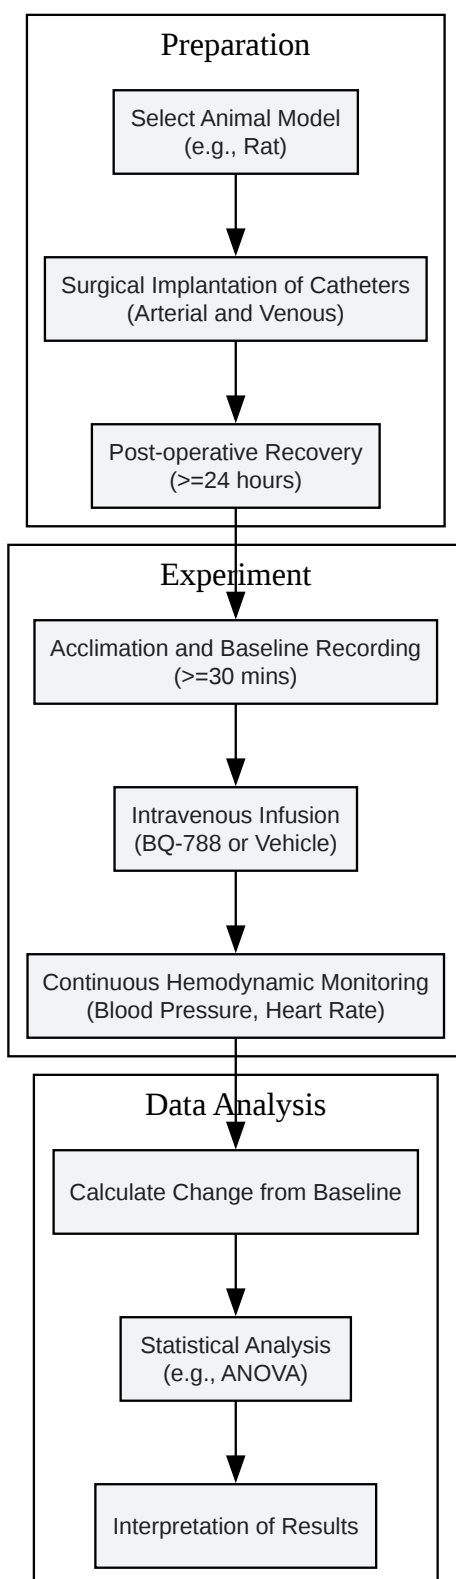 Preparation
Select Animal Model
(e.g., Rat)
Surgical Implantation of Catheters
(Arterial and Venous)
Post-operative Recovery
(>=24 hours)
Experiment
Acclimation and Baseline Recording
(>=30 mins)
Intravenous Infusion
(BQ-788 or Vehicle)
Continuous Hemodynamic Monitoring
(Blood Pressure, Heart Rate)
Data Analysis
Calculate Change from Baseline
Statistical Analysis
(e.g., ANOVA)
Interpretation of Results